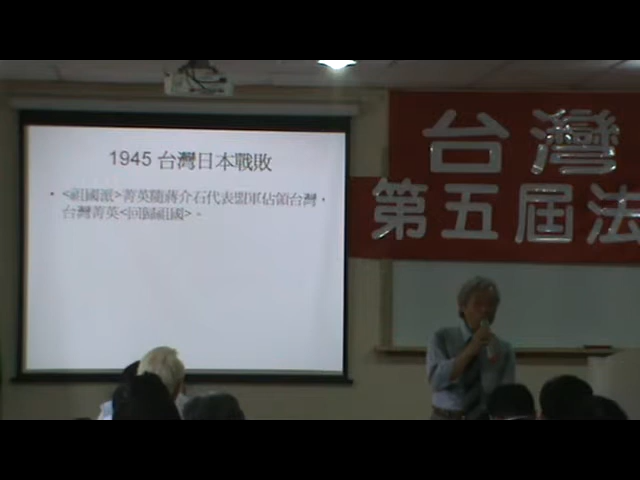 1945 台灣日本戰敗
• <祖國派>菁英隨蔣介石代表盟軍佔領台灣，
台灣菁英<回歸祖國>。
台灣
第五屆法